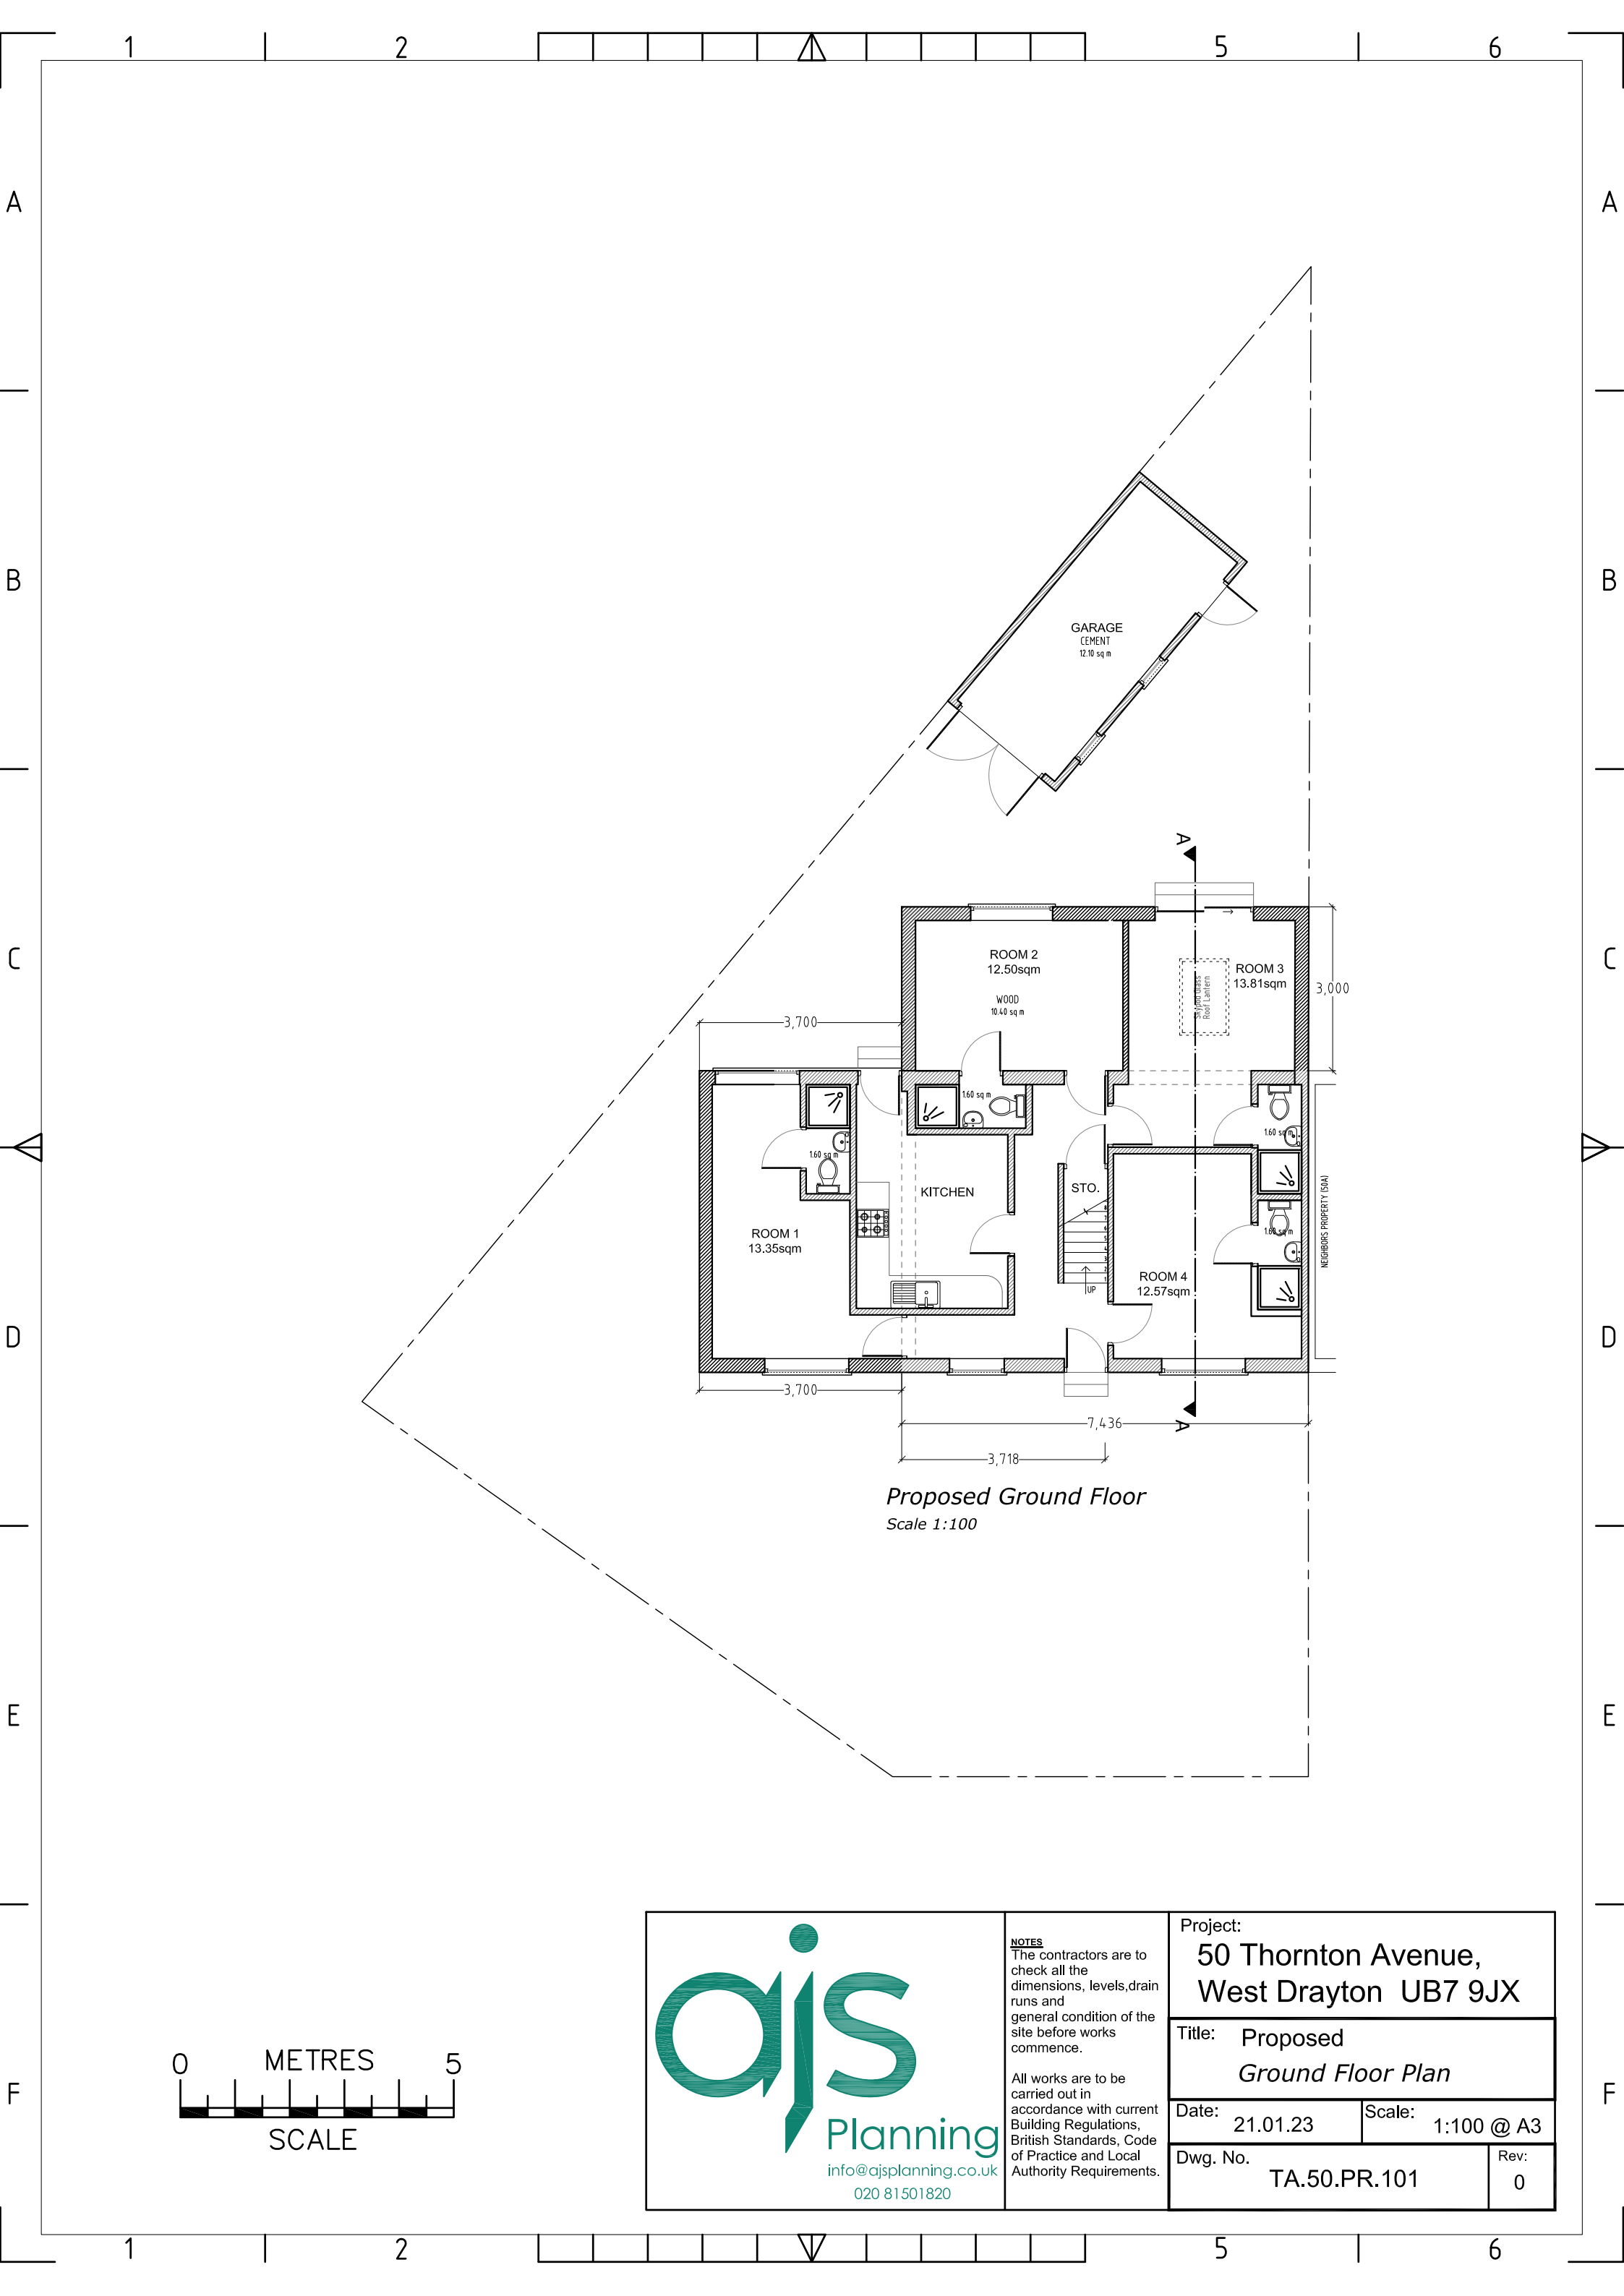 1
2
5
6
A
A
B
B
GARAGE
CEMENT
12.10 sq m
A
C
C
ROOM 2
12.50sqm
WOOD
10.40 sq m
ROOM 3
13.81sqm
Skypod Glass
Roof Lantern
3,000
3,700
1.60 sq m
1.60 sq m
1.60 sq m
KITCHEN
STO.
ROOM 1
13.35sqm
1.60 sq m
NEIGHBORS PROPERTY (50A)
ROOM 4
12.57sqm
UP
D
D
3,700
7,436
A
3,718
Proposed Ground Floor
Scale 1:100
E
E
0 METRES 5
SCALE
F
F
ajs
Planning
info@ajsplanning.co.uk
020 81501820
NOTES
The contractors are to
check all the
dimensions, levels,drain
runs and
general condition of the
site before works
commence.
All works are to be
carried out in
accordance with current
Building Regulations,
British Standards, Code
of Practice and Local
Authority Requirements.
Project:
50 Thornton Avenue,
West Drayton UB7 9JX
Title: Proposed
Ground Floor Plan
Date: 21.01.23
Scale: 1:100 @ A3
Dwg. No.
TA.50.PR.101
Rev:
0
1
2
5
6